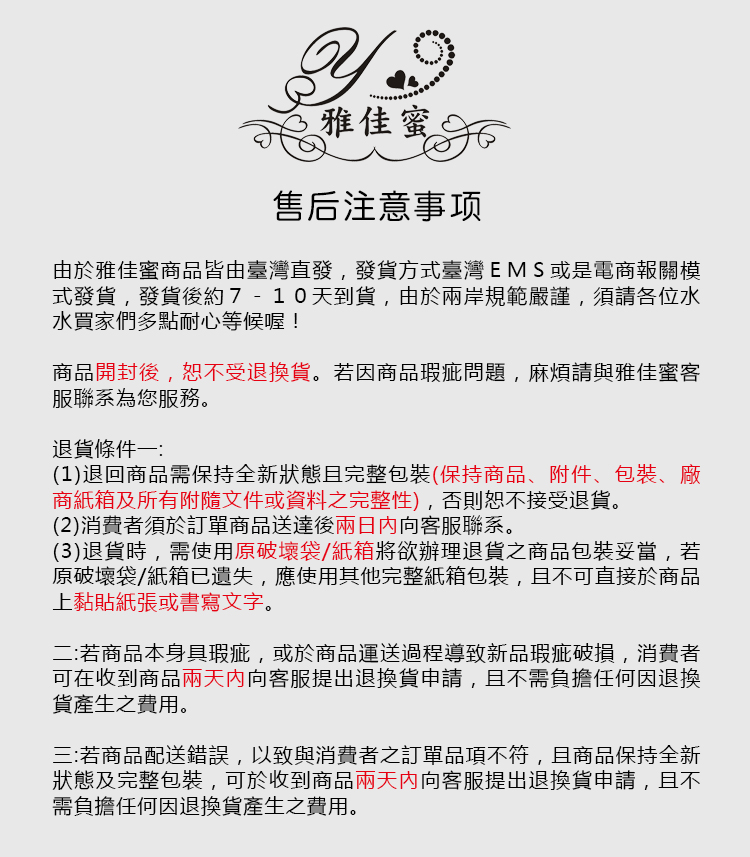 雅佳蜜
售后注意事项
由於雅佳蜜商品皆由臺灣直發，發貨方式臺灣ＥＭＳ或是電商報關模
式發貨，發貨後約７－１０天到貨，由於兩岸規範嚴謹，須請各位水
水買家們多點耐心等候喔！
商品開封後，恕不受退換貨。若因商品瑕疵問題，麻煩請與雅佳蜜客
服聯系為您服務。
退貨條件一:
(1)退回商品需保持全新狀態且完整包裝(保持商品、附件、包裝、廠
商紙箱及所有附隨文件或資料之完整性)，否則恕不接受退貨。
(2)消費者須於訂單商品送達後兩日內向客服聯系。
(3)退貨時，需使用原破壞袋/紙箱將欲辦理退貨之商品包裝妥當，若
原破壞袋/紙箱已遺失，應使用其他完整紙箱包裝，且不可直接於商品
上黏貼紙張或書寫文字。
二:若商品本身具瑕疵，或於商品運送過程導致新品瑕疵破損，消費者
可在收到商品兩天內向客服提出退換貨申請，且不需負擔任何因退換
貨產生之費用。
三:若商品配送錯誤，以致與消費者之訂單品項不符，且商品保持全新
狀態及完整包裝，可於收到商品兩天內向客服提出退換貨申請，且不
需負擔任何因退換貨產生之費用。